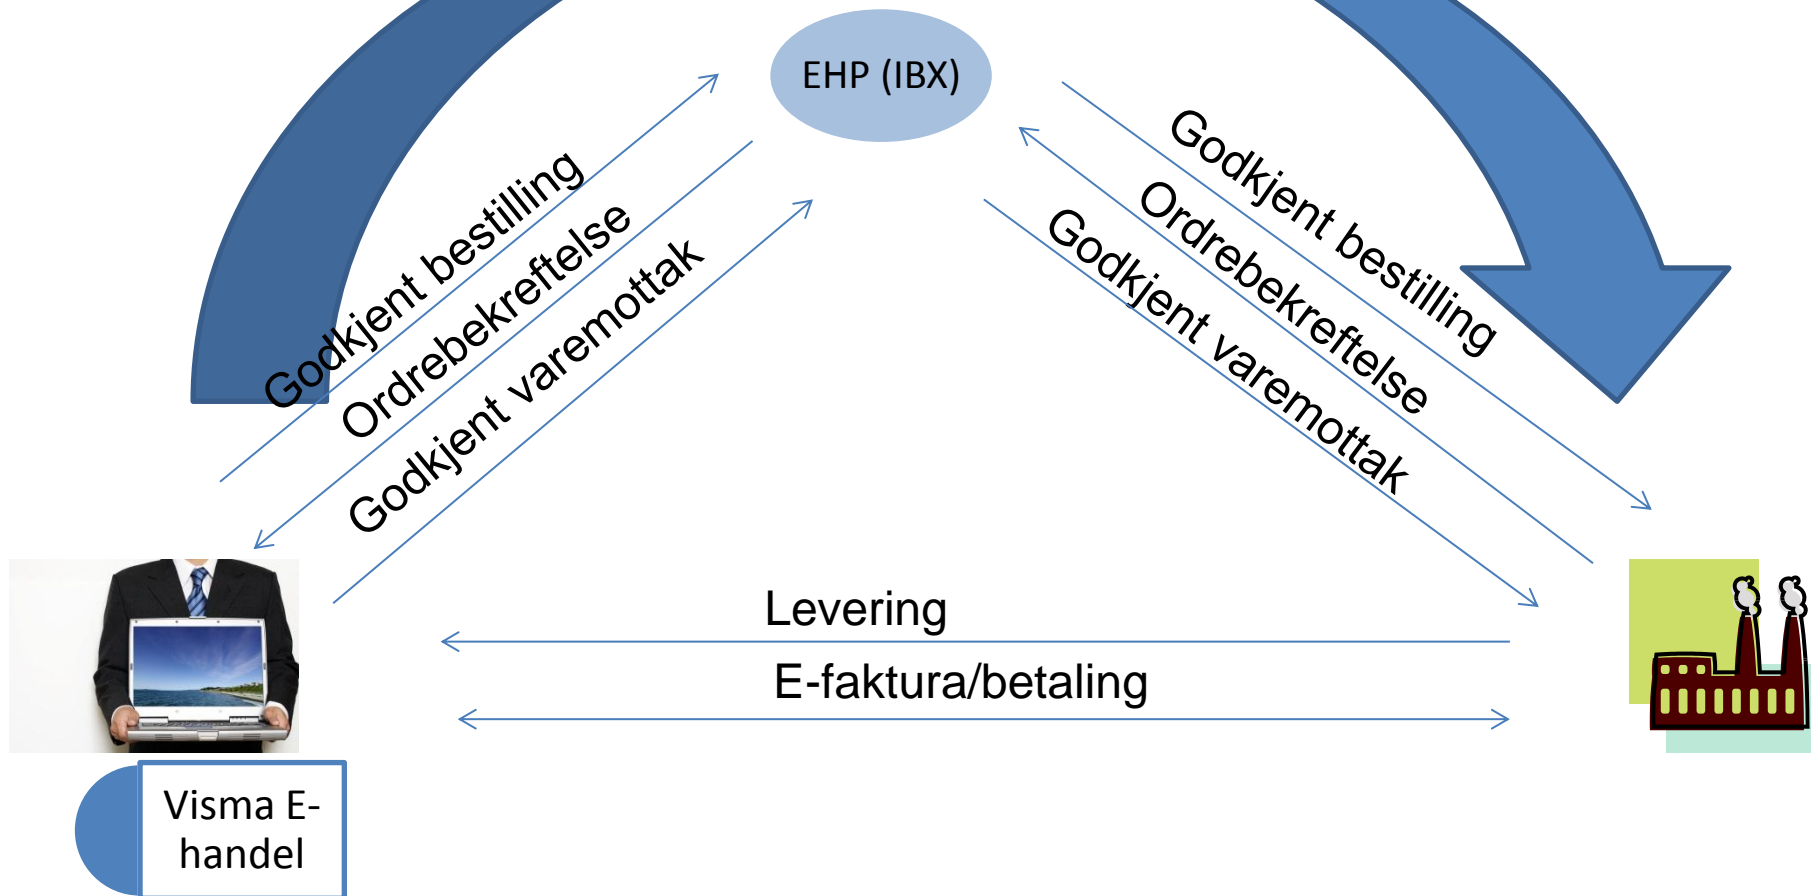 EHP (IBX)
Godkjent bestilling
Ordrebekreftelse
Godkjent varemottak
Godkjent bestilling
Ordrebekreftelse
Godkjent varemottak
Levering
E-faktura/betaling
Visma E-
handel